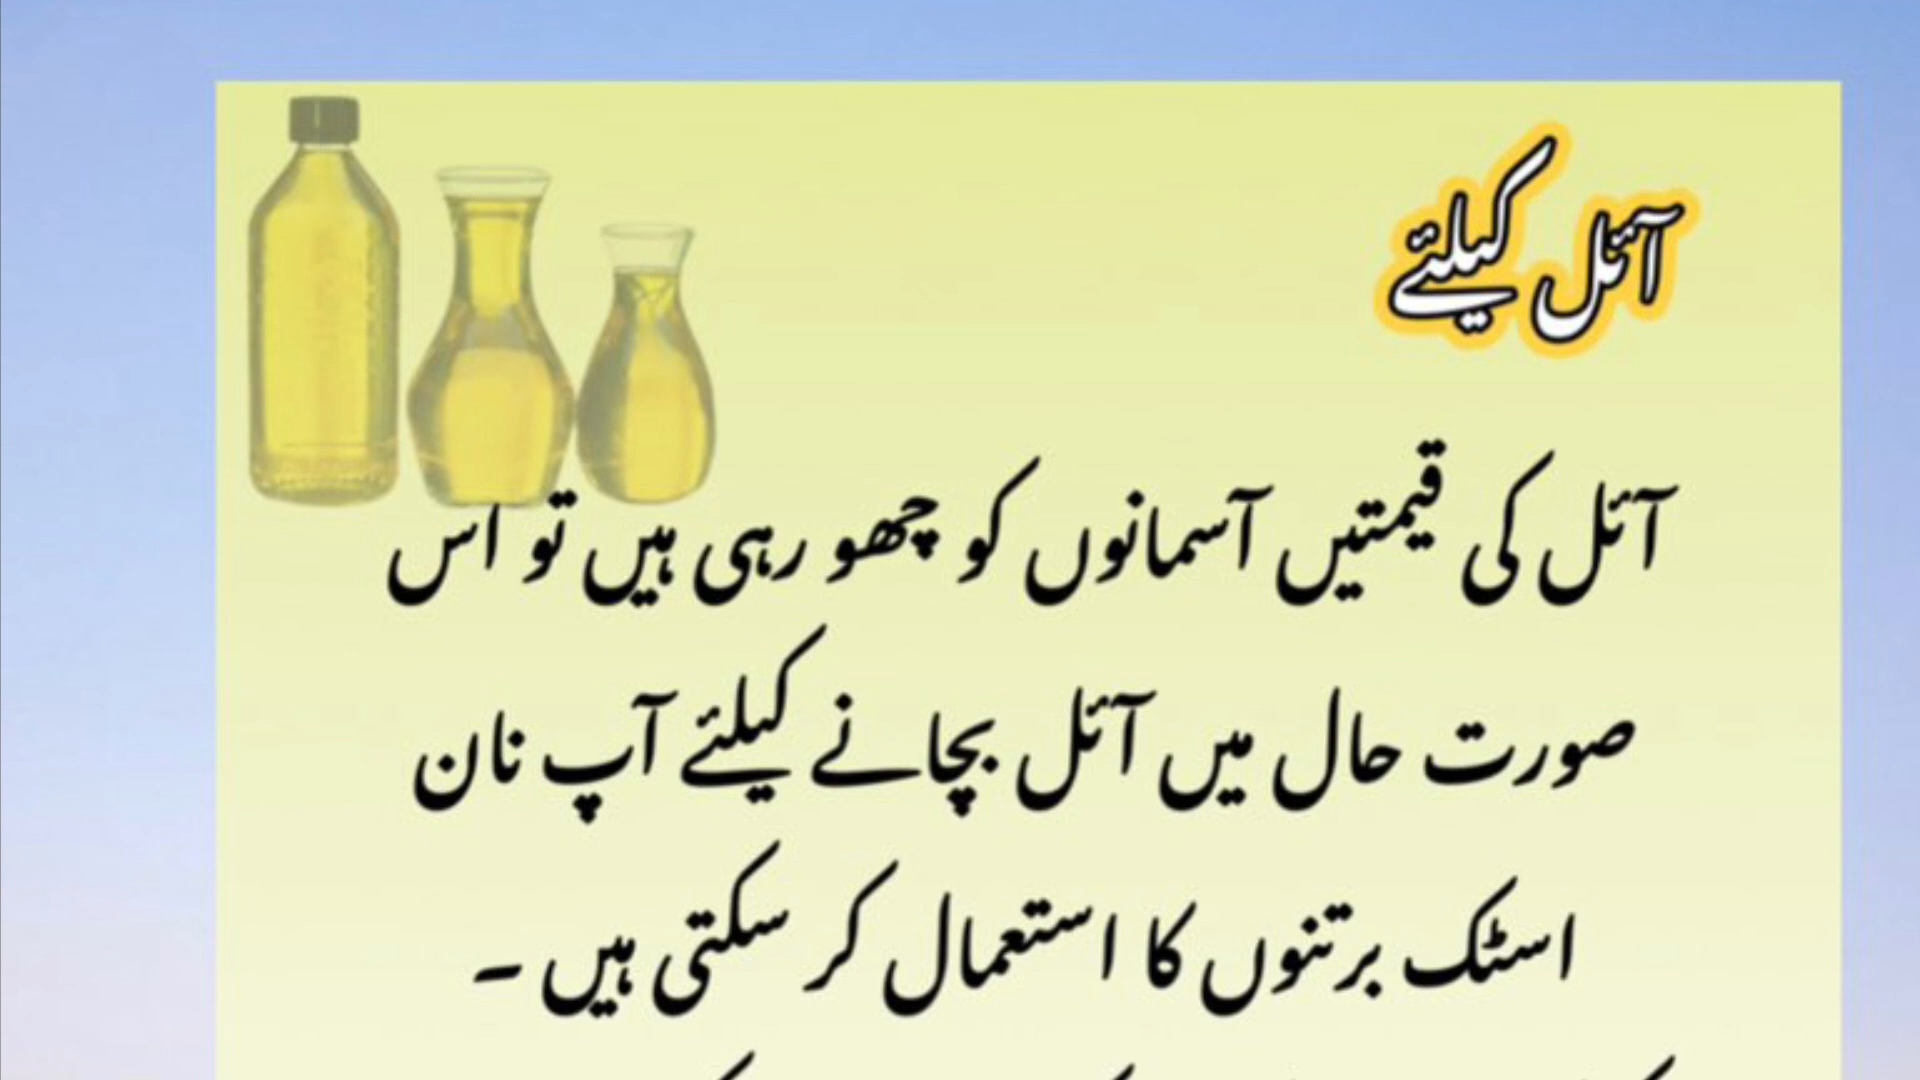 آئل کیلئے
آئل کی قیمتیں آسمانوں کو چھو رہی ہیں تو اس
صورت حال میں آئل بچانے کیلئے آپ نان
اسٹک برتنوں کا استعمال کر سکتی ہیں ۔